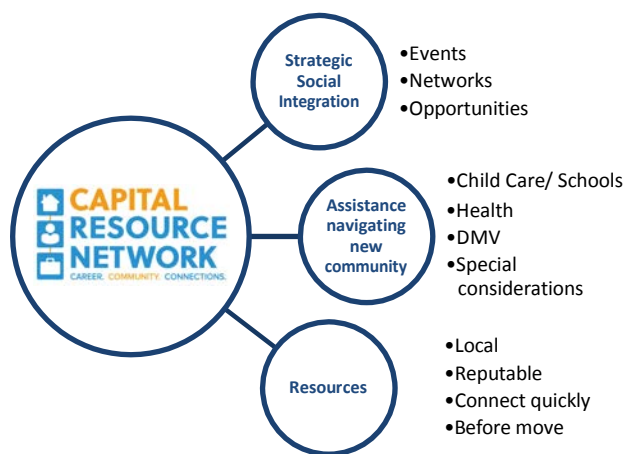 CAPITAL
RESOURCE
NETWORK
CAREER. COMMUNITY. CONNECTIONS.
Strategic
Social
Integration
•Events
•Networks
•Opportunities
Assistance
navigating
new
community
•Child Care/ Schools
•Health
•DMV
•Special
considerations
Resources
•Local
•Reputable
•Connect quickly
•Before move